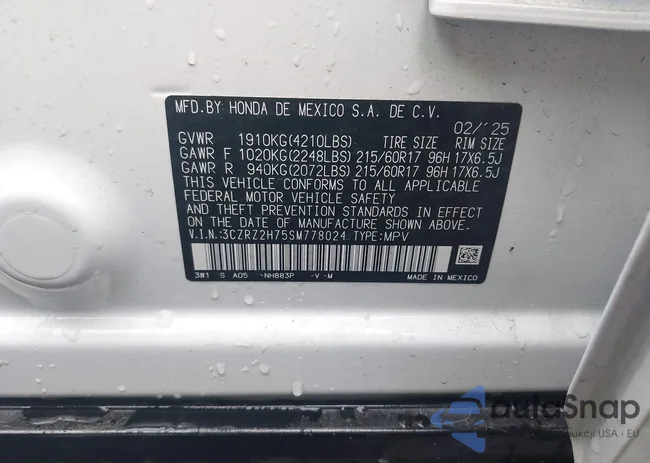 MFD.BY HONDA DE MEXICO S.A. DE C.V.
02/'25
GVWR 1910KG(4210LBS) TIRE SIZE RIM SIZE
GAWR F 1020KG(2248LBS) 215/60R17 96H 17X6.5J
GAWR R 940KG(2072LBS) 215/60R17 96H 17X6.5J
THIS VEHICLE CONFORMS TO ALL APPLICABLE
FEDERAL MOTOR VEHICLE SAFETY
AND THEFT PREVENTION STANDARDS IN EFFECT
ON THE DATE OF MANUFACTURE SHOWN ABOVE.
V.I.N.:3CZRZ2H75SM778024 TYPE:MPV
3W1 S A05 -NH883P -V -M MADE IN MEXICO
AutoSnap
aukcji USA i EU